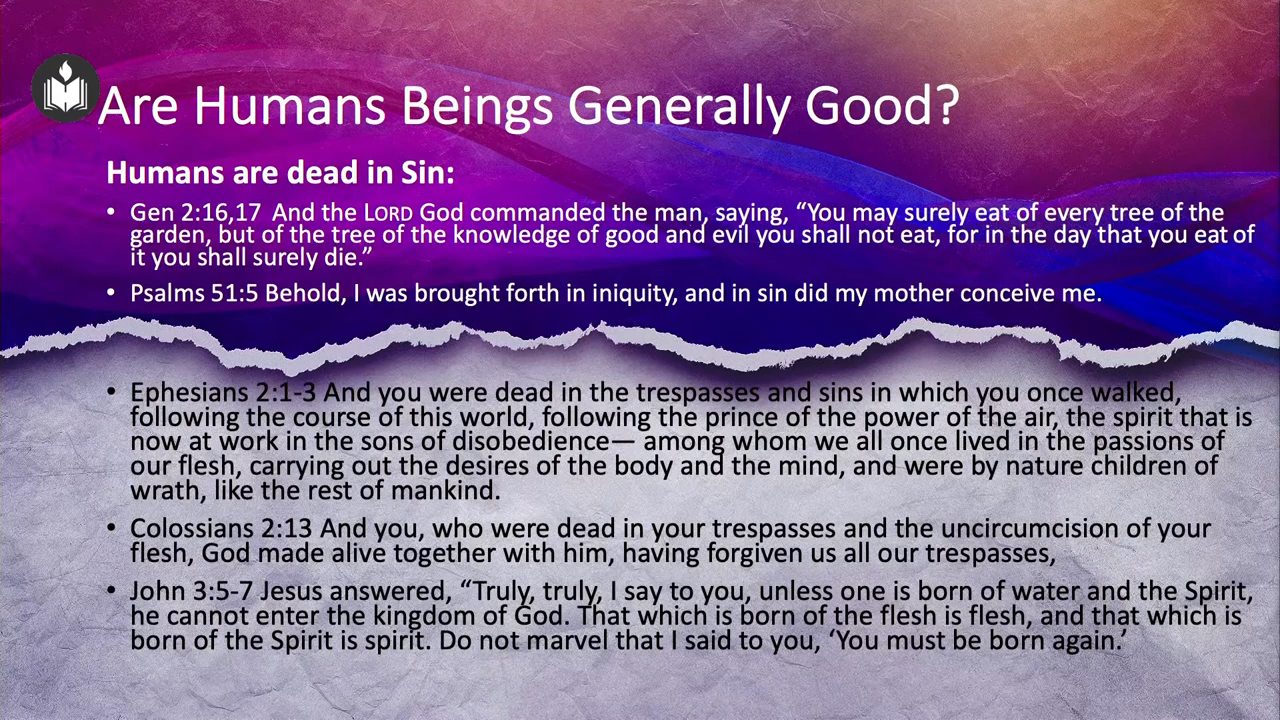 Are Humans Beings Generally Good?
Humans are dead in Sin:
• Gen 2:16,17  And the LORD God commanded the man, saying, “You may surely eat of every tree of the
garden, but of the tree of the knowledge of good and evil you shall not eat, for in the day that you eat of
it you shall surely die.”
• Psalms 51:5 Behold, I was brought forth in iniquity, and in sin did my mother conceive me.
• Ephesians 2:1-3 And you were dead in the trespasses and sins in which you once walked,
following the course of this world, following the prince of the power of the air, the spirit that is
now at work in the sons of disobedience— among whom we all once lived in the passions of
our flesh, carrying out the desires of the body and the mind, and were by nature children of
wrath, like the rest of mankind.
• Colossians 2:13 And you, who were dead in your trespasses and the uncircumcision of your
flesh, God made alive together with him, having forgiven us all our trespasses,
• John 3:5-7 Jesus answered, “Truly, truly, I say to you, unless one is born of water and the Spirit,
he cannot enter the kingdom of God. That which is born of the flesh is flesh, and that which is
born of the Spirit is spirit. Do not marvel that I said to you, ‘You must be born again.’